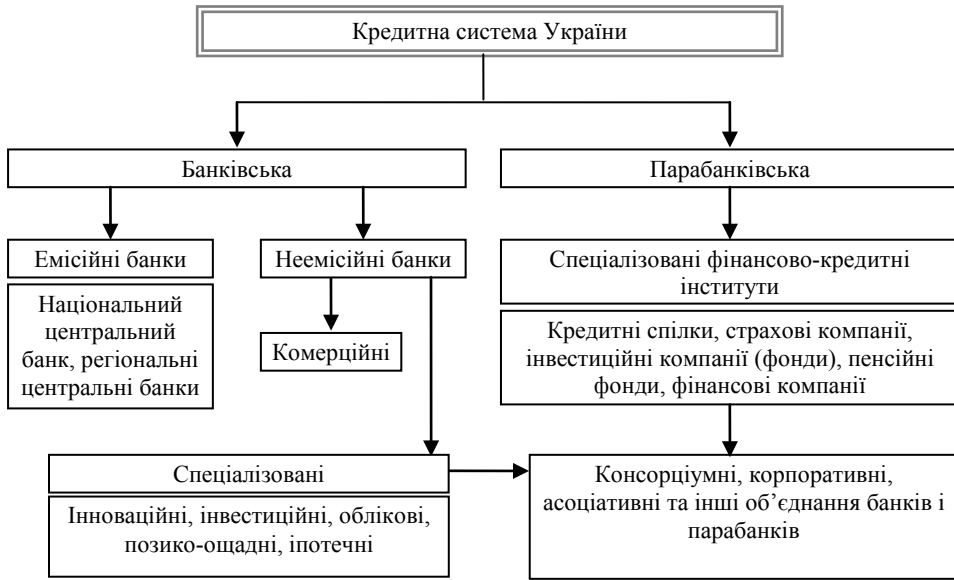 Кредитна система України
Банківська
Парабанківська
Емісійні банки
Неемісійні банки
Спеціалізовані фінансово-кредитні
інститути
Національний
центральний
банк, регіональні
центральні банки
Комерційні
Кредитні спілки, страхові компанії,
інвестиційні компанії (фонди), пенсійні
фонди, фінансові компанії
Спеціалізовані
Інноваційні, інвестиційні, облікові,
позико-ощадні, іпотечні
Консорціумні, корпоративні,
асоціативні та інші об’єднання банків і
парабанків